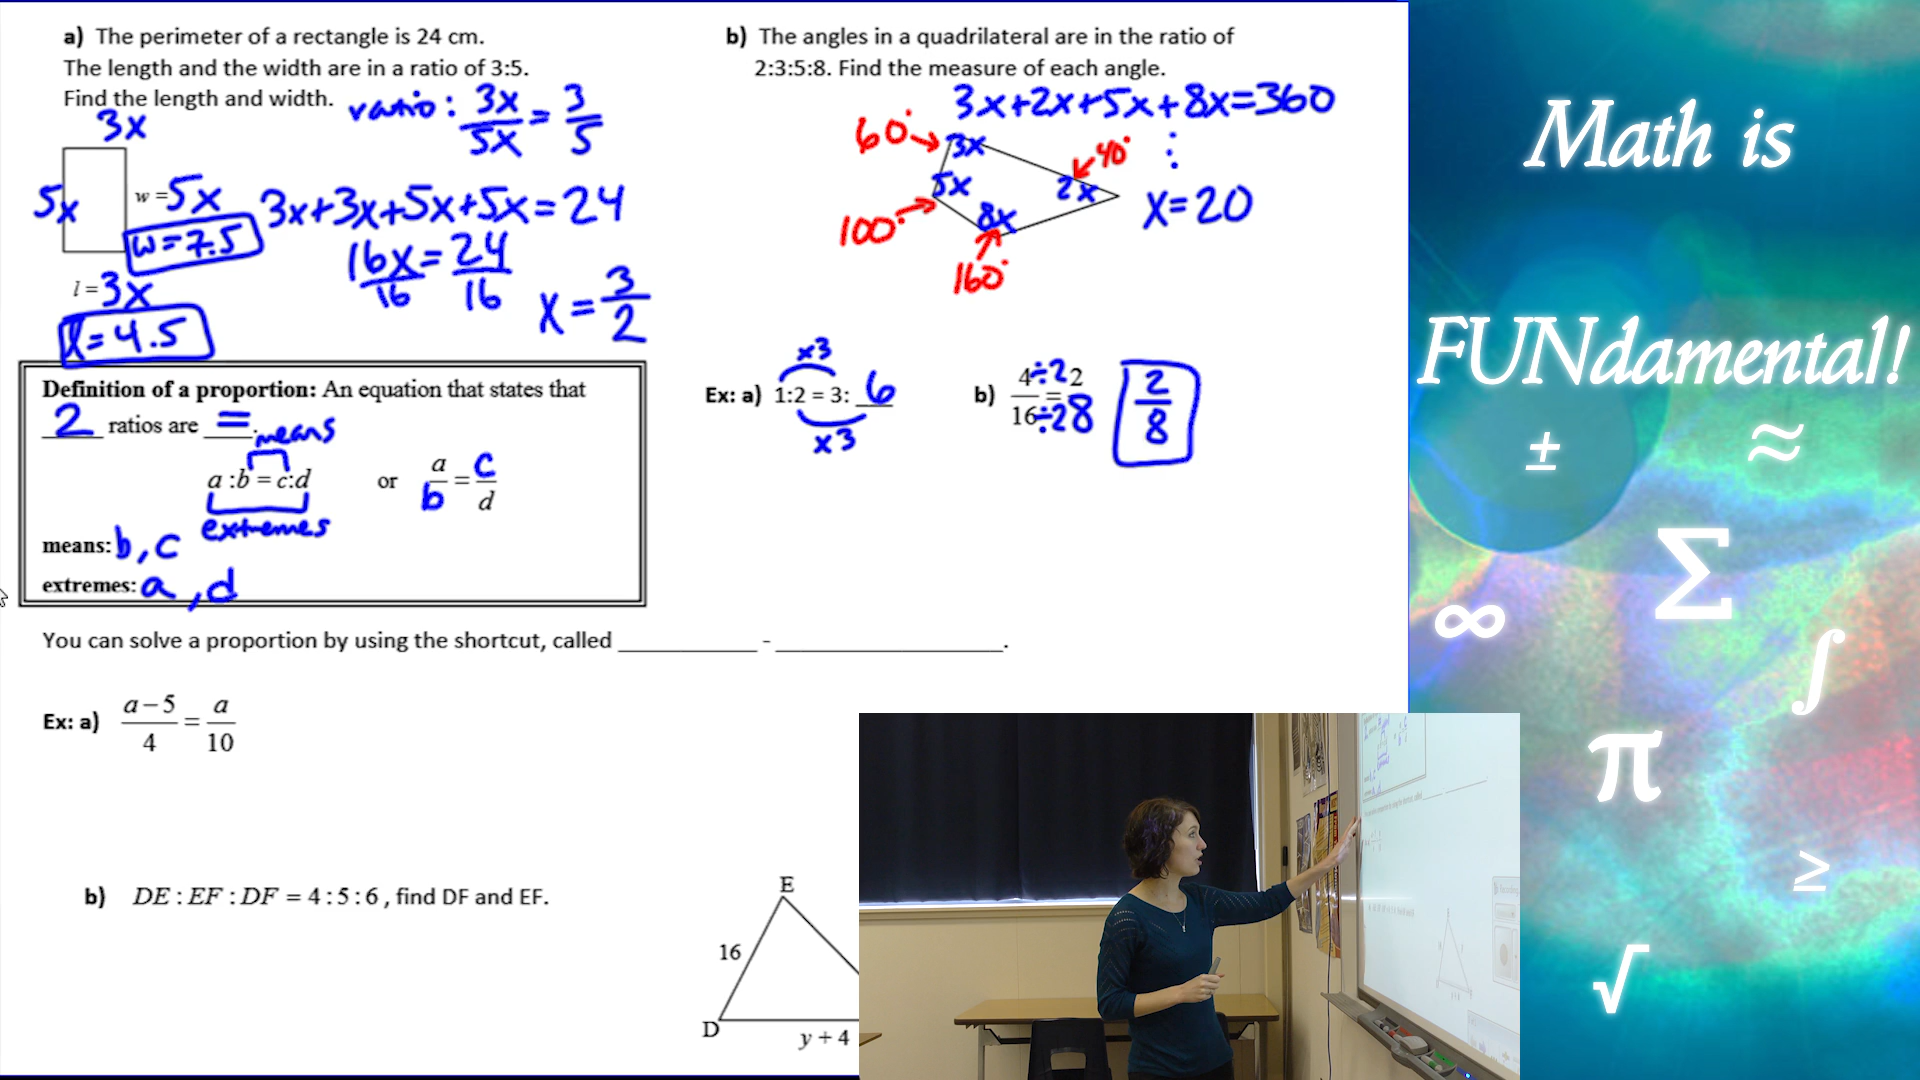 a) The perimeter of a rectangle is 24 cm.
The length and the width are in a ratio of 3:5.
Find the length and width.
ratio: 3x/5x = 3/5
3x
5x
w = 5x
w = 7.5
l = 3x
l = 4.5
3x+3x+5x+5x=24
16x/16 = 24/16
x = 3/2
b) The angles in a quadrilateral are in the ratio of
2:3:5:8. Find the measure of each angle.
3x+2x+5x+8x=360
⋮
x=20
60°
3x
40°
2x
5x
100°
8x
160°
Definition of a proportion: An equation that states that
2 ratios are =.
means
a:b = c:d or a/b = c/d
extremes
means: b, c
extremes: a, d
Ex: a) 1:2 = 3: 6
x3
x3
b) 4÷2/16÷2 = 2/8
2/8
You can solve a proportion by using the shortcut, called ____________ - ____________________.
Ex: a) a−5/4 = a/10
b) DE : EF : DF = 4 : 5 : 6, find DF and EF.
E
16
D
y + 4
Math is
FUNdamental!
± ≈
Σ
∞
∫
π
≥
√